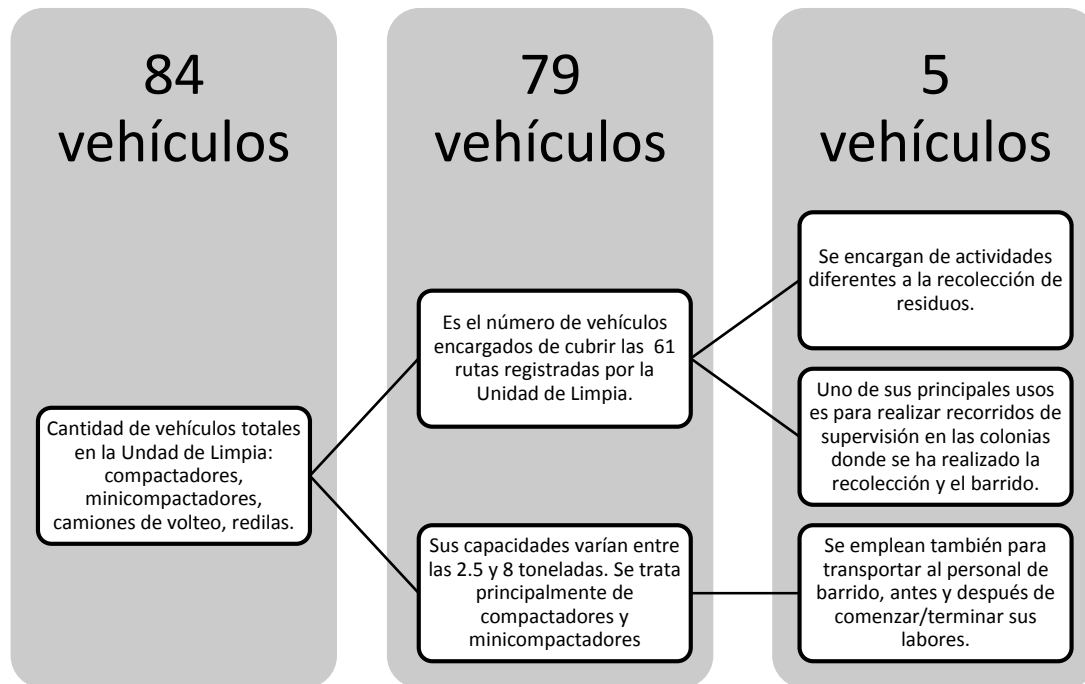 84
vehículos
79
vehículos
5
vehículos
Cantidad de vehículos totales
en la Undad de Limpia:
compactadores,
minicompactadores,
camiones de volteo, redilas.
Es el número de vehículos
encargados de cubrir las 61
rutas registradas por la
Unidad de Limpia.
Sus capacidades varían entre
las 2.5 y 8 toneladas. Se trata
principalmente de
compactadores y
minicompactadores
Se encargan de actividades
diferentes a la recolección de
residuos.
Uno de sus principales usos
es para realizar recorridos de
supervisión en las colonias
donde se ha realizado la
recolección y el barrido.
Se emplean también para
transportar al personal de
barrido, antes y después de
comenzar/terminar sus
labores.